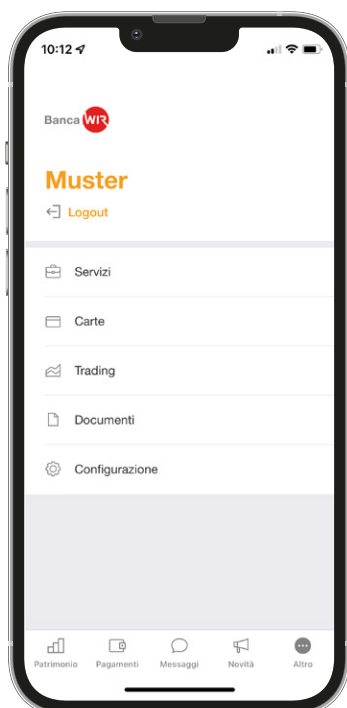 10:12
Banca WIR
Muster
Logout
Servizi
Carte
Trading
Documenti
Configurazione
Patrimonio Pagamenti Messaggi Novità Altro